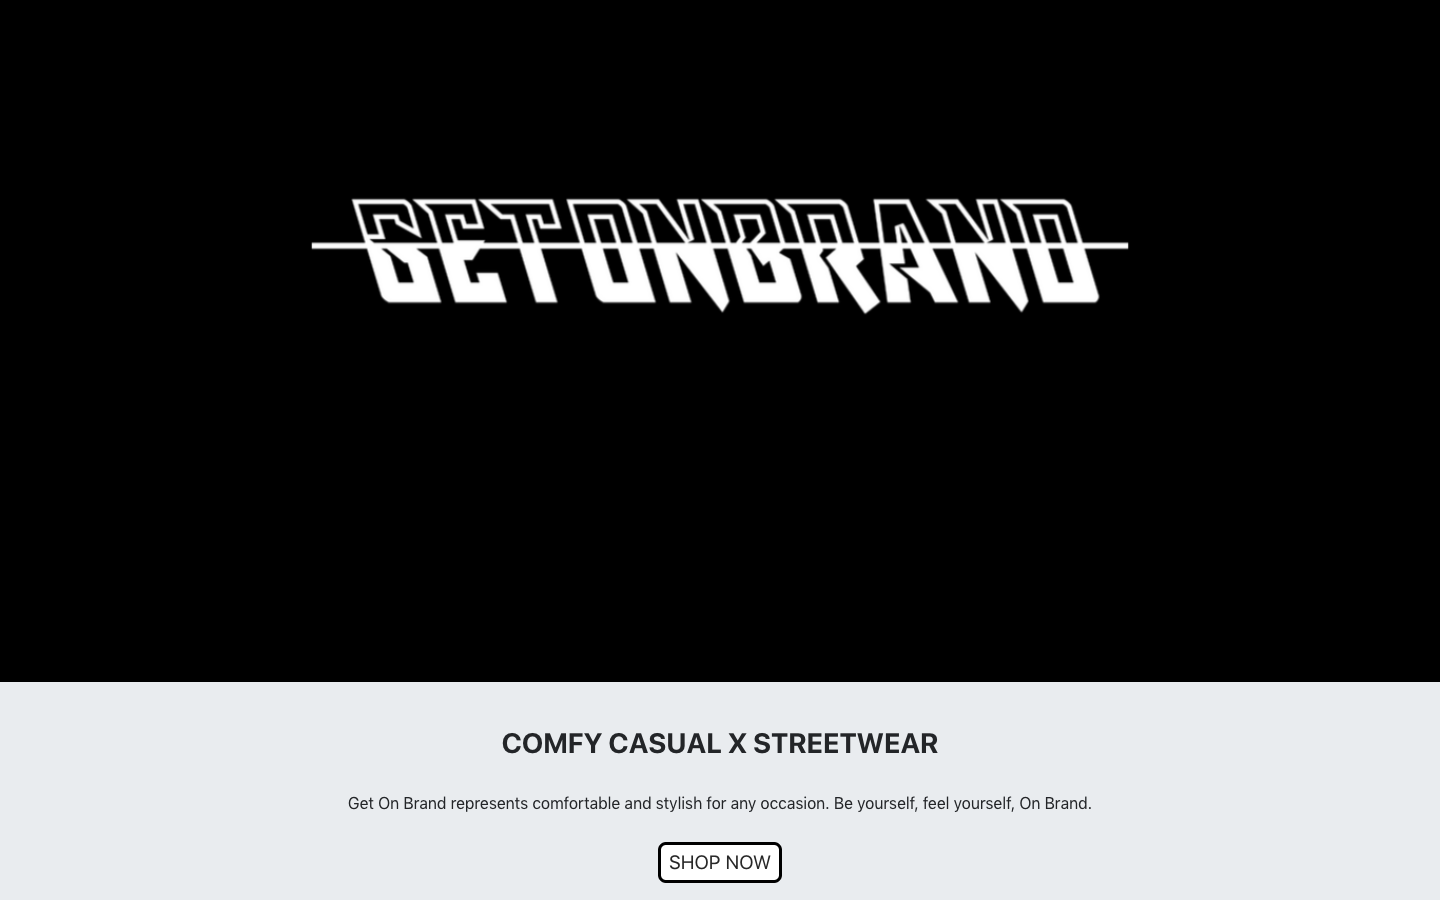 GETONBRAND
COMFY CASUAL X STREETWEAR
Get On Brand represents comfortable and stylish for any occasion. Be yourself, feel yourself, On Brand.
SHOP NOW